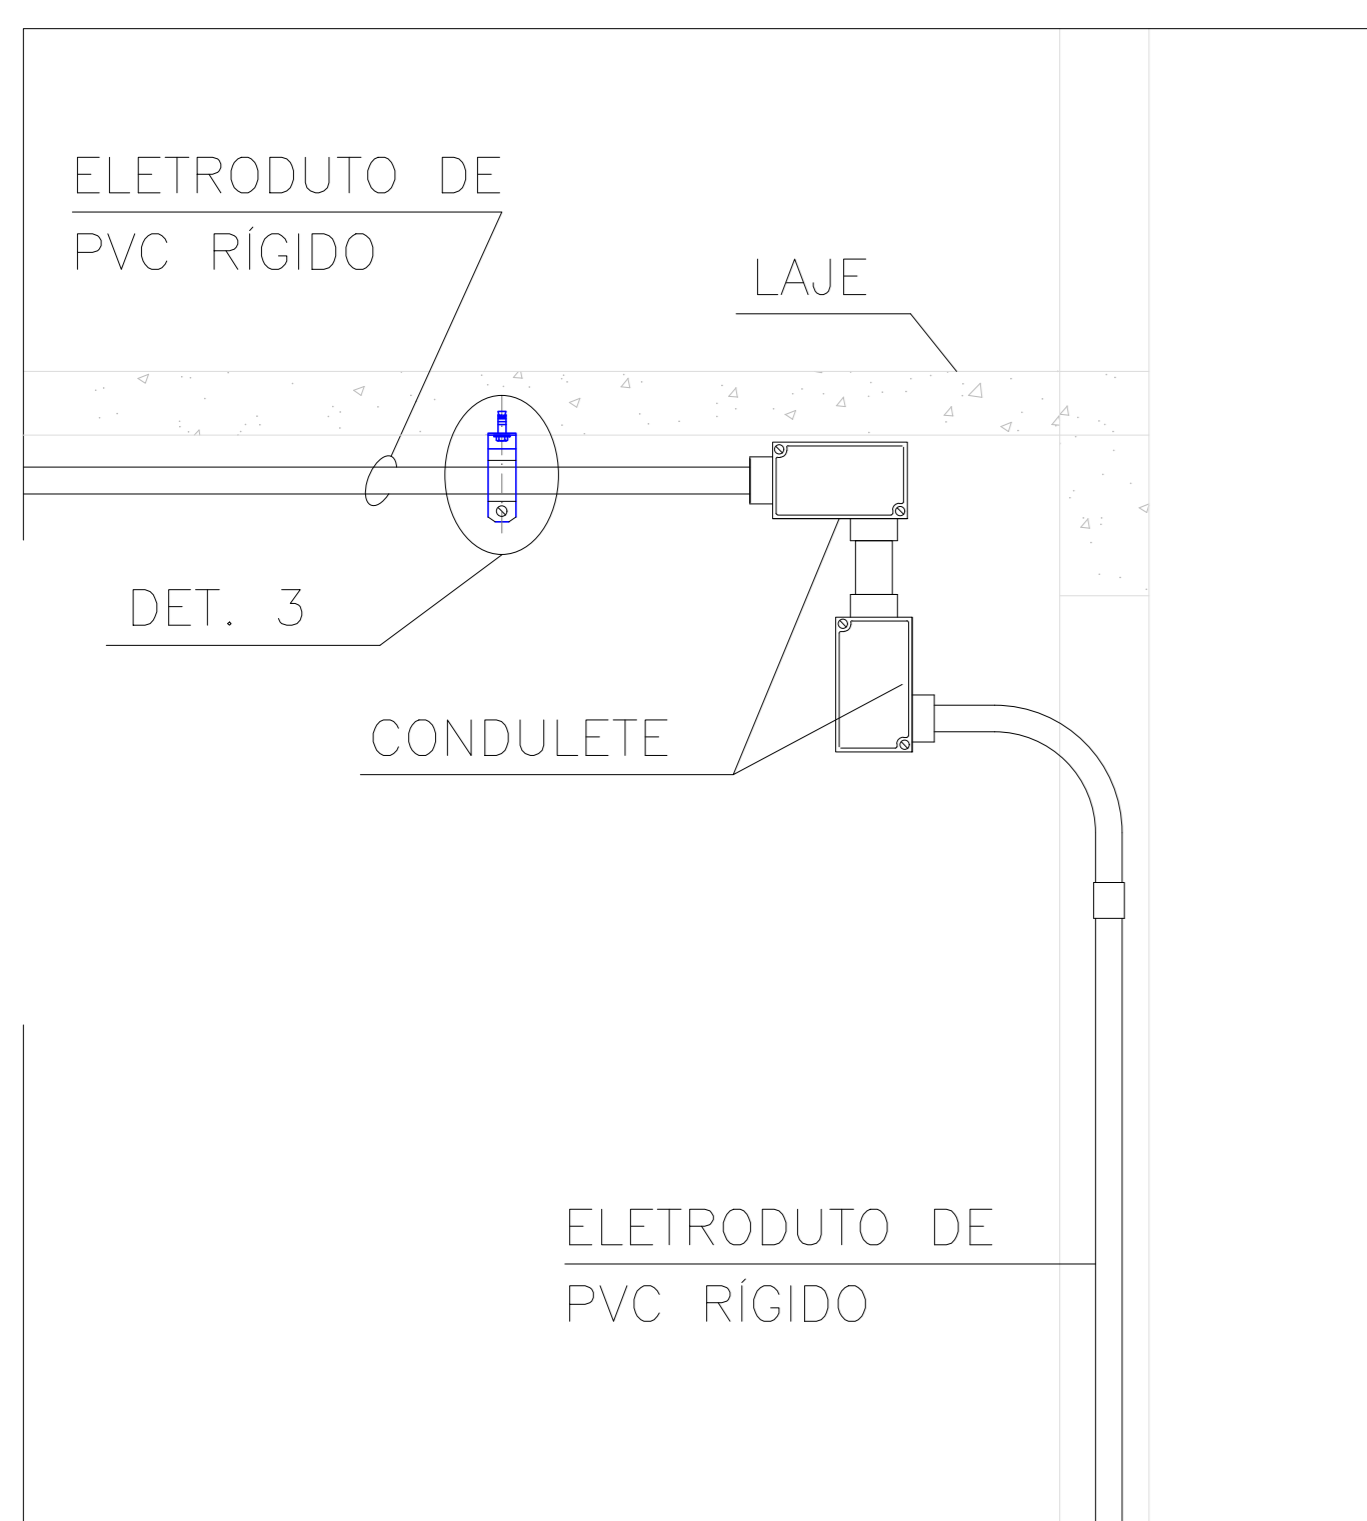 ELETRODUTO DE
PVC RÍGIDO
LAJE
DET. 3
CONDULETE
ELETRODUTO DE
PVC RÍGIDO